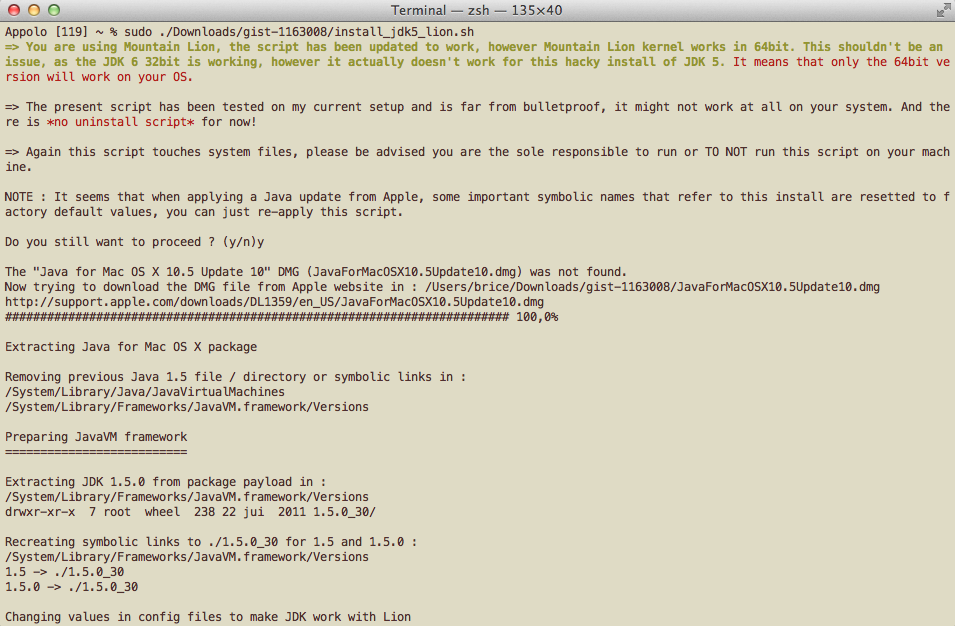 Terminal — zsh — 135×40
Appolo [119] ~ % sudo ./Downloads/gist-1163008/install_jdk5_lion.sh
=> You are using Mountain Lion, the script has been updated to work, however Mountain Lion kernel works in 64bit. This shouldn't be an
issue, as the JDK 6 32bit is working, however it actually doesn't work for this hacky install of JDK 5. It means that only the 64bit ve
rsion will work on your OS.
=> The present script has been tested on my current setup and is far from bulletproof, it might not work at all on your system. And the
re is *no uninstall script* for now!
=> Again this script touches system files, please be advised you are the sole responsible to run or TO NOT run this script on your mach
ine.
NOTE : It seems that when applying a Java update from Apple, some important symbolic names that refer to this install are resetted to f
actory default values, you can just re-apply this script.
Do you still want to proceed ? (y/n)y
The "Java for Mac OS X 10.5 Update 10" DMG (JavaForMacOSX10.5Update10.dmg) was not found.
Now trying to download the DMG file from Apple website in : /Users/brice/Downloads/gist-1163008/JavaForMacOSX10.5Update10.dmg
http://support.apple.com/downloads/DL1359/en_US/JavaForMacOSX10.5Update10.dmg
######################################################################## 100,0%
Extracting Java for Mac OS X package
Removing previous Java 1.5 file / directory or symbolic links in :
/System/Library/Java/JavaVirtualMachines
/System/Library/Frameworks/JavaVM.framework/Versions
Preparing JavaVM framework
==========================
Extracting JDK 1.5.0 from package payload in :
/System/Library/Frameworks/JavaVM.framework/Versions
drwxr-xr-x  7 root  wheel  238 22 jui  2011 1.5.0_30/
Recreating symbolic links to ./1.5.0_30 for 1.5 and 1.5.0 :
/System/Library/Frameworks/JavaVM.framework/Versions
1.5 -> ./1.5.0_30
1.5.0 -> ./1.5.0_30
Changing values in config files to make JDK work with Lion